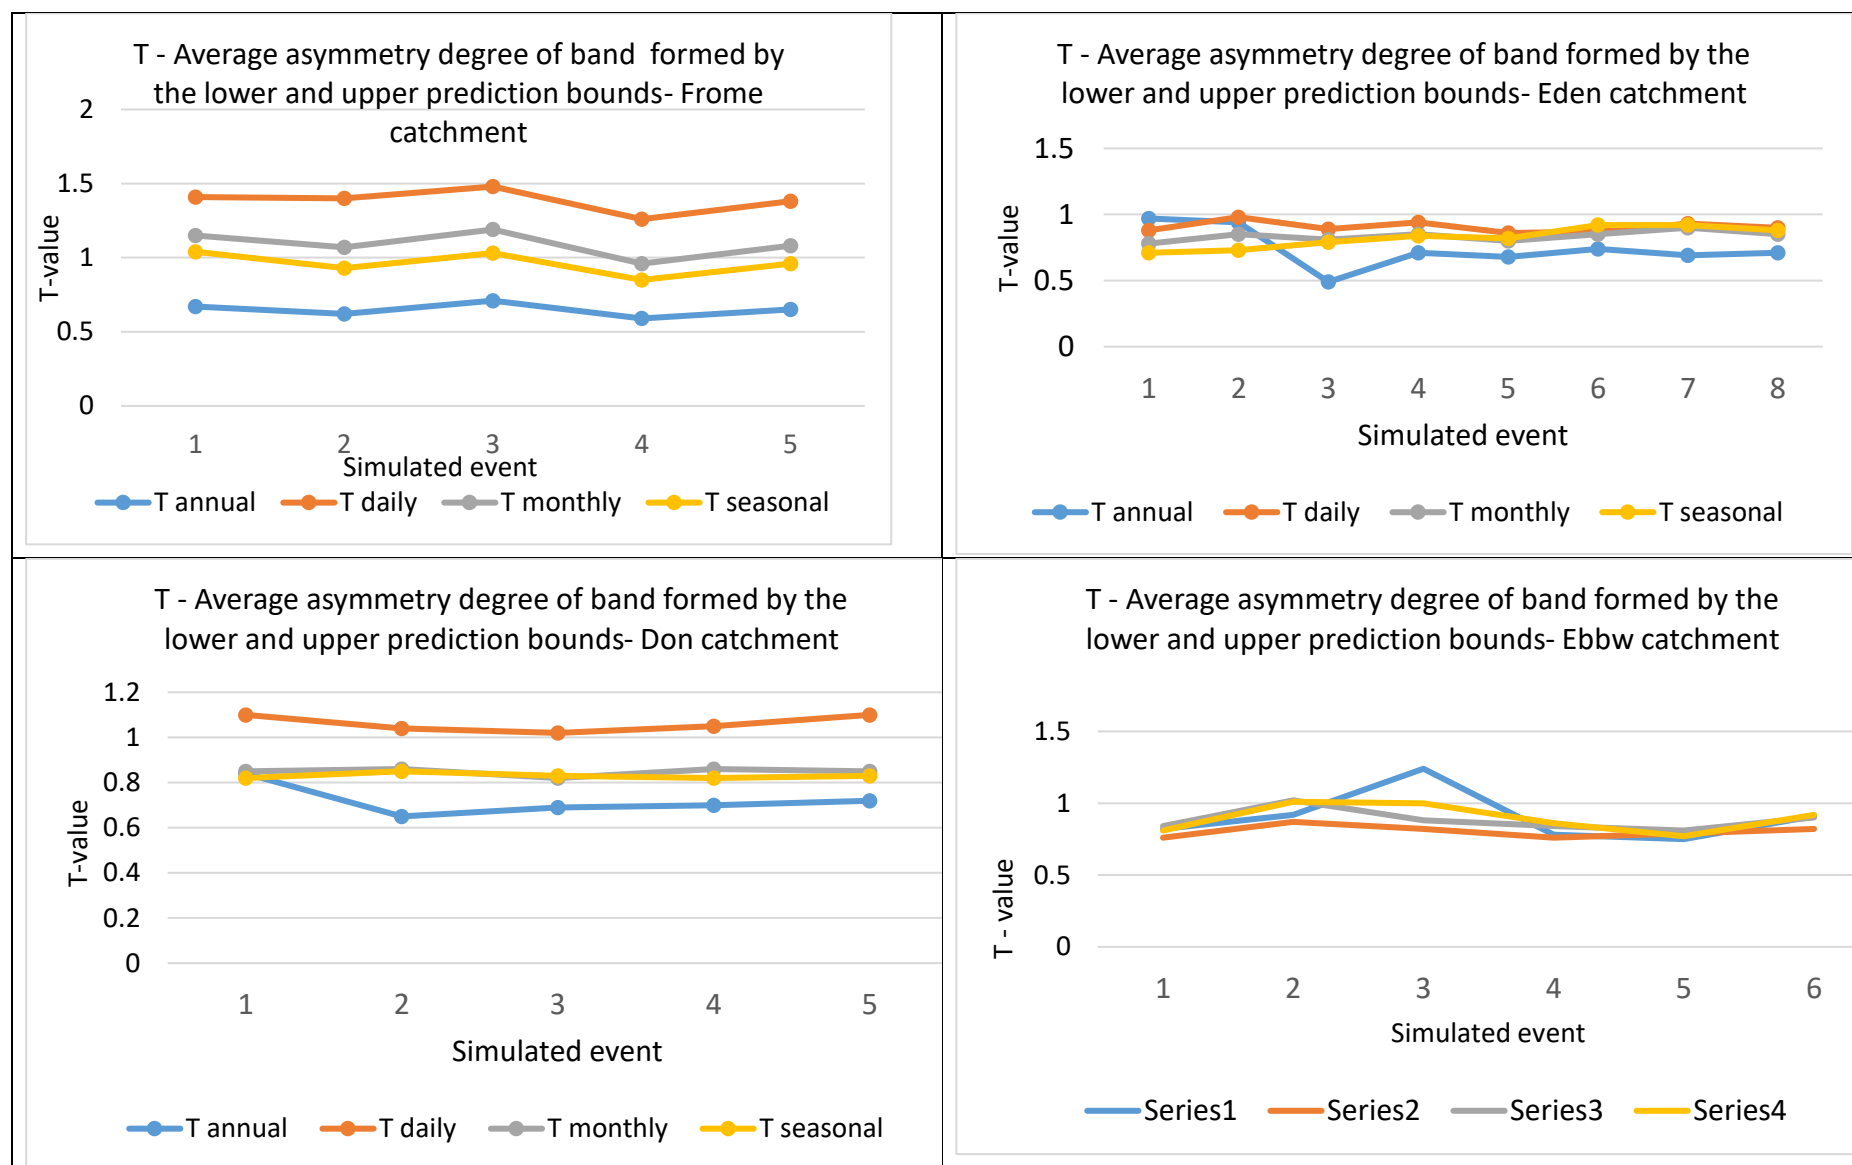 T - Average asymmetry degree of band  formed by
the lower and upper prediction bounds- Frome
catchment
2
1.5
1
0.5
0
T-value
1 2 3 4 5
Simulated event
T annual T daily T monthly T seasonal
T - Average asymmetry degree of band formed by the
lower and upper prediction bounds- Eden catchment
1.5
1
0.5
0
T-value
1 2 3 4 5 6 7 8
Simulated event
T annual T daily T monthly T seasonal
T - Average asymmetry degree of band formed by the
lower and upper prediction bounds- Don catchment
1.2
1
0.8
0.6
0.4
0.2
0
T-value
1 2 3 4 5
Simulated event
T annual T daily T monthly T seasonal
T - Average asymmetry degree of band formed by the
lower and upper prediction bounds- Ebbw catchment
1.5
1
0.5
0
T - value
1 2 3 4 5 6
Simulated event
Series1 Series2 Series3 Series4